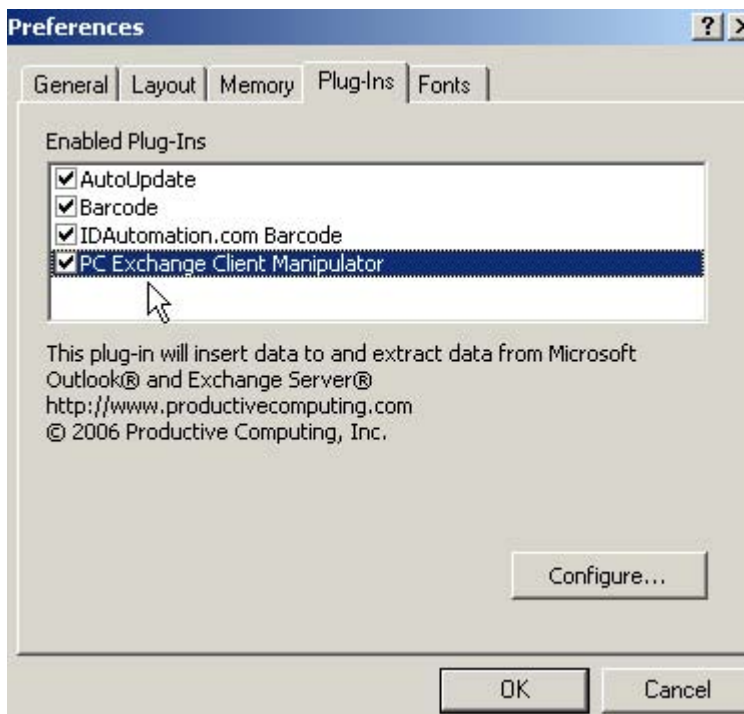 Preferences
General Layout Memory Plug-Ins Fonts
Enabled Plug-Ins
AutoUpdate
Barcode
IDAutomation.com Barcode
PC Exchange Client Manipulator
This plug-in will insert data to and extract data from Microsoft
Outlook® and Exchange Server®
http://www.productivecomputing.com
© 2006 Productive Computing, Inc.
Configure...
OK Cancel